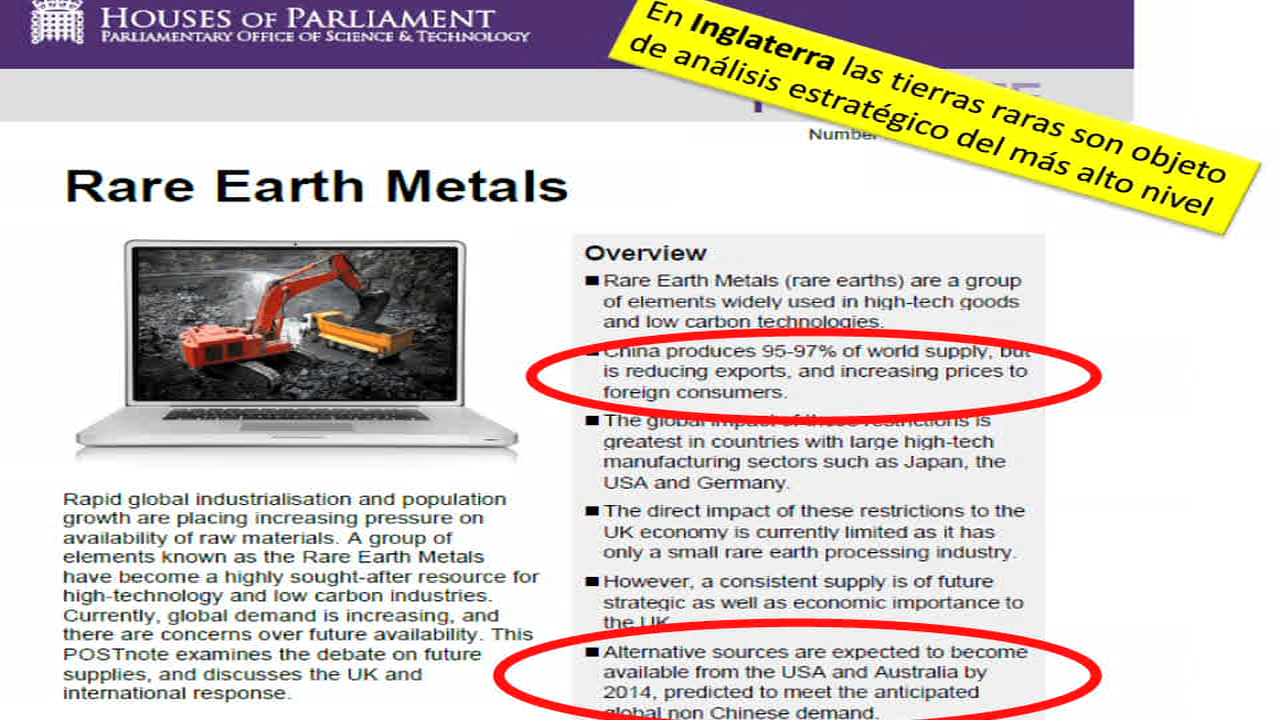 HOUSES OF PARLIAMENT
PARLIAMENTARY OFFICE OF SCIENCE & TECHNOLOGY
En Inglaterra las tierras raras son objeto
de análisis estratégico del más alto nivel
Number
Rare Earth Metals
Rapid global industrialisation and population
growth are placing increasing pressure on
availability of raw materials. A group of
elements known as the Rare Earth Metals
have become a highly sought-after resource for
high-technology and low carbon industries.
Currently, global demand is increasing, and
there are concerns over future availability. This
POSTnote examines the debate on future
supplies, and discusses the UK and
international response.
Overview
■ Rare Earth Metals (rare earths) are a group
of elements widely used in high-tech goods
and low carbon technologies.
■ China produces 95-97% of world supply, but
is reducing exports, and increasing prices to
foreign consumers.
■ The global impact of these restrictions is
greatest in countries with large high-tech
manufacturing sectors such as Japan, the
USA and Germany.
■ The direct impact of these restrictions to the
UK economy is currently limited as it has
only a small rare earth processing industry.
■ However, a consistent supply is of future
strategic as well as economic importance to
the UK
■ Alternative sources are expected to become
available from the USA and Australia by
2014, predicted to meet the anticipated
global non Chinese demand.